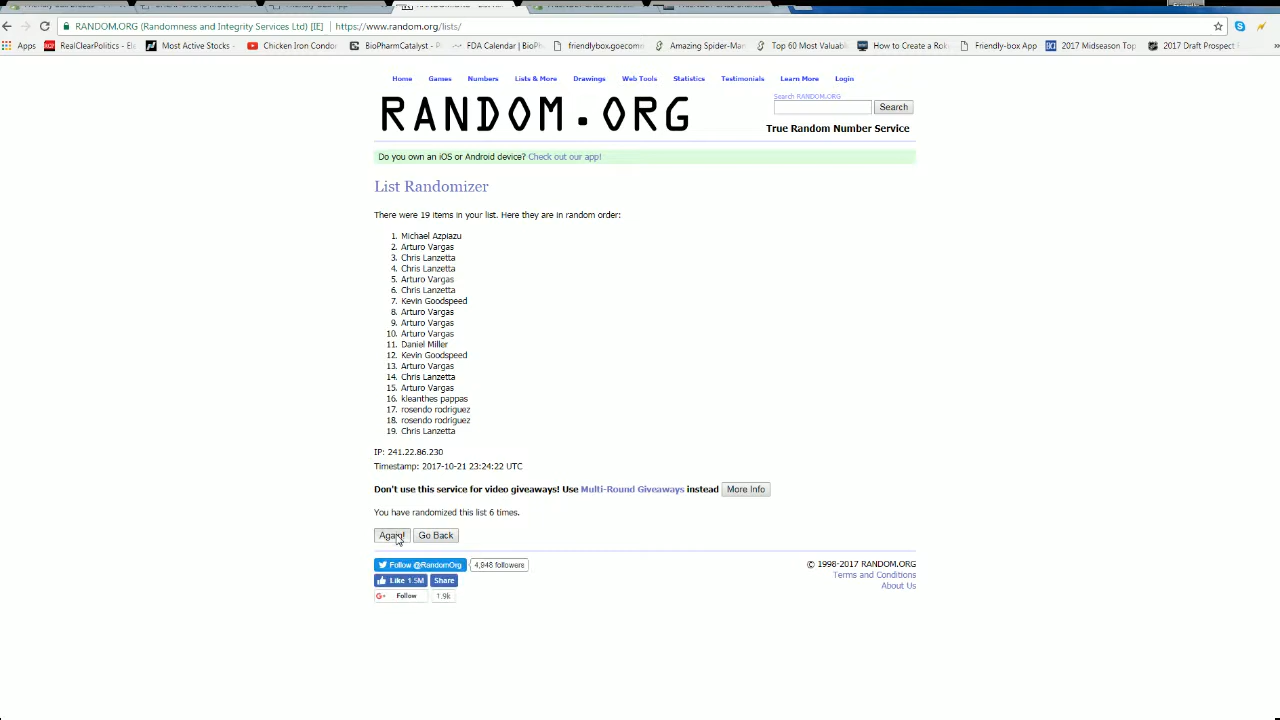 RANDOM.ORG (Randomness and Integrity Services Ltd) [IE] https://www.random.org/lists/
Apps RealClearPolitics - Ele Most Active Stocks - Chicken Iron Condor BioPharmCatalyst - FDA Calendar | BioPh friendlybox.goecomm Amazing Spider-Man Top 60 Most Valuabl How to Create a Rok Friendly-box App 2017 Midseason Top 2017 Draft Prospect
Home Games Numbers Lists & More Drawings Web Tools Statistics Testimonials Learn More Login
Search RANDOM.ORG
RANDOM.ORG
Search
True Random Number Service
Do you own an iOS or Android device? Check out our app!
List Randomizer
There were 19 items in your list. Here they are in random order:
1. Michael Azpiazu
2. Arturo Vargas
3. Chris Lanzetta
4. Chris Lanzetta
5. Arturo Vargas
6. Chris Lanzetta
7. Kevin Goodspeed
8. Arturo Vargas
9. Arturo Vargas
10. Arturo Vargas
11. Daniel Miller
12. Kevin Goodspeed
13. Arturo Vargas
14. Chris Lanzetta
15. Arturo Vargas
16. kleanthes pappas
17. rosendo rodriguez
18. rosendo rodriguez
19. Chris Lanzetta
IP: 241.22.86.230
Timestamp: 2017-10-21 23:24:22 UTC
Don't use this service for video giveaways! Use Multi-Round Giveaways instead More Info
You have randomized this list 6 times.
Again! Go Back
Follow @RandomOrg 4,948 followers
Like 1.5M Share
Follow 1.9k
© 1998-2017 RANDOM.ORG
Terms and Conditions
About Us